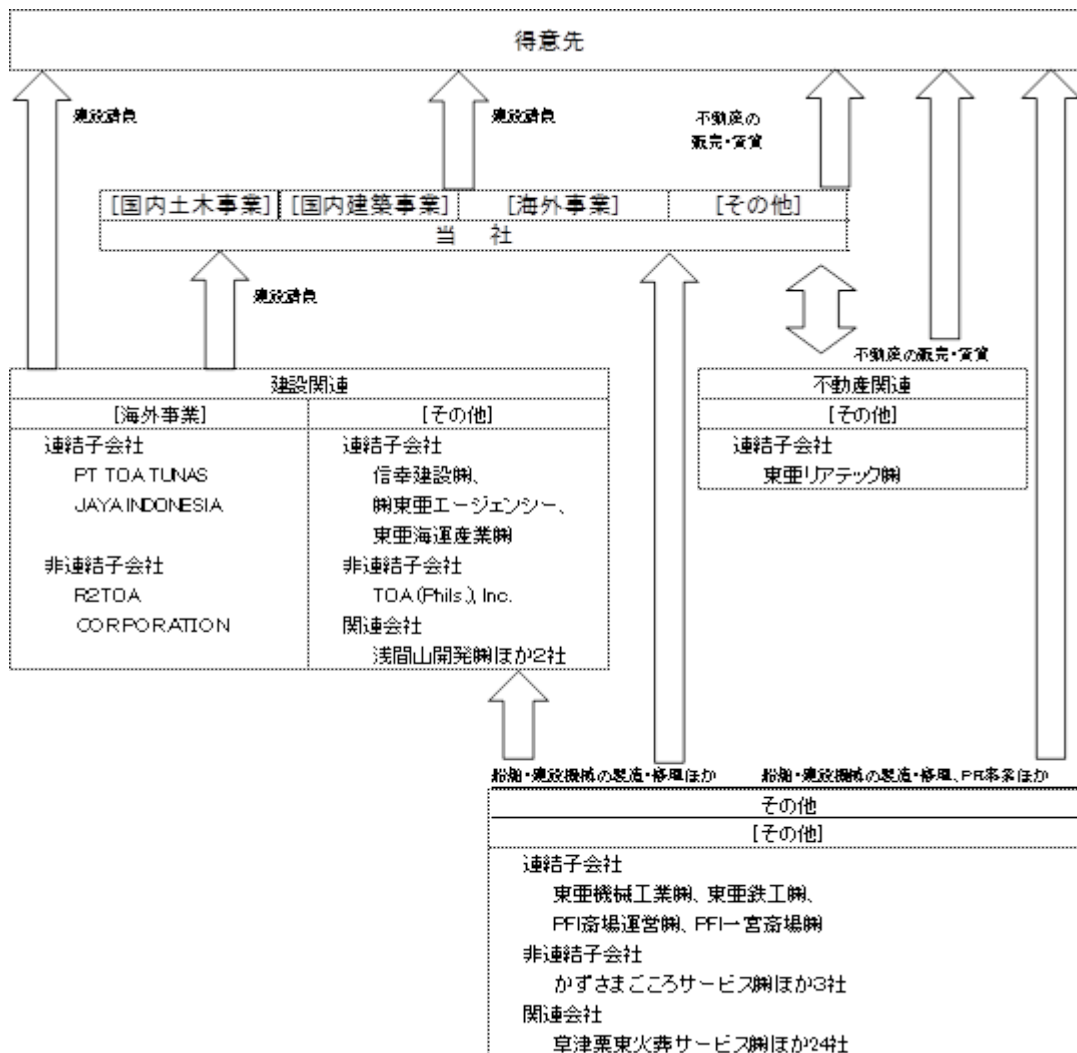 得意先
建設請負
建設請負
不動産の
販売・賃貸
[国内土木事業] [国内建築事業] [海外事業] [その他]
当 社
建設請負
不動産の販売・賃貸
建設関連
[海外事業]
連結子会社
PT TOA TUNAS
JAYA INDONESIA
非連結子会社
R2TOA
CORPORATION
[その他]
連結子会社
信幸建設㈱、
㈱東亜エージェンシー、
東亜海運産業㈱
非連結子会社
TOA (Phils.), Inc.
関連会社
浅間山開発㈱ほか2社
不動産関連
[その他]
連結子会社
東亜リアテック㈱
船舶・建設機械の製造・修理ほか
船舶・建設機械の製造・修理、PFI事業ほか
その他
[その他]
連結子会社
東亜機械工業㈱、東亜鉄工㈱、
PFI斎場運営㈱、PFI一宮斎場㈱
非連結子会社
かずさまごころサービス㈱ほか3社
関連会社
草津栗東火葬サービス㈱ほか24社